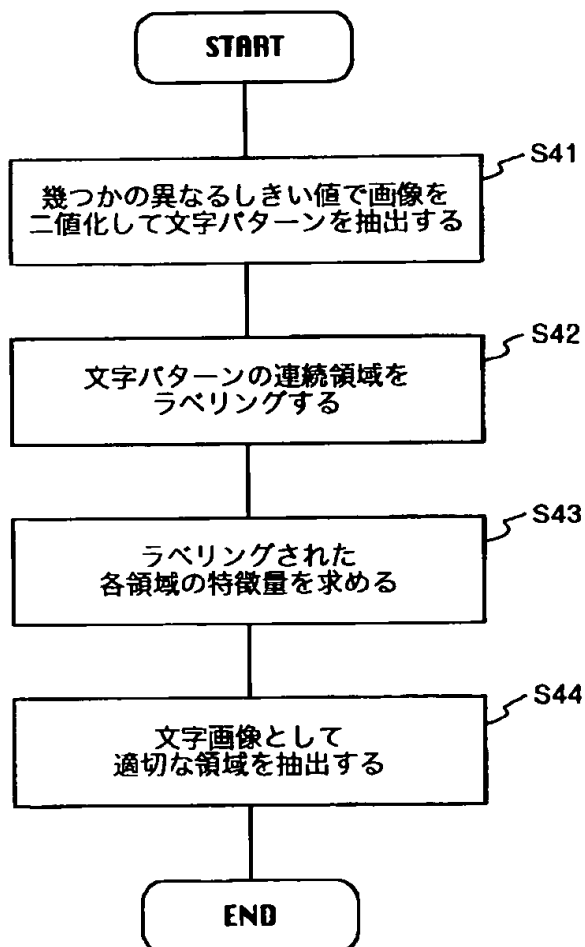 START
S41
幾つかの異なるしきい値で画像を
二値化して文字パターンを抽出する
S42
文字パターンの連続領域を
ラベリングする
S43
ラベリングされた
各領域の特徴量を求める
S44
文字画像として
適切な領域を抽出する
END